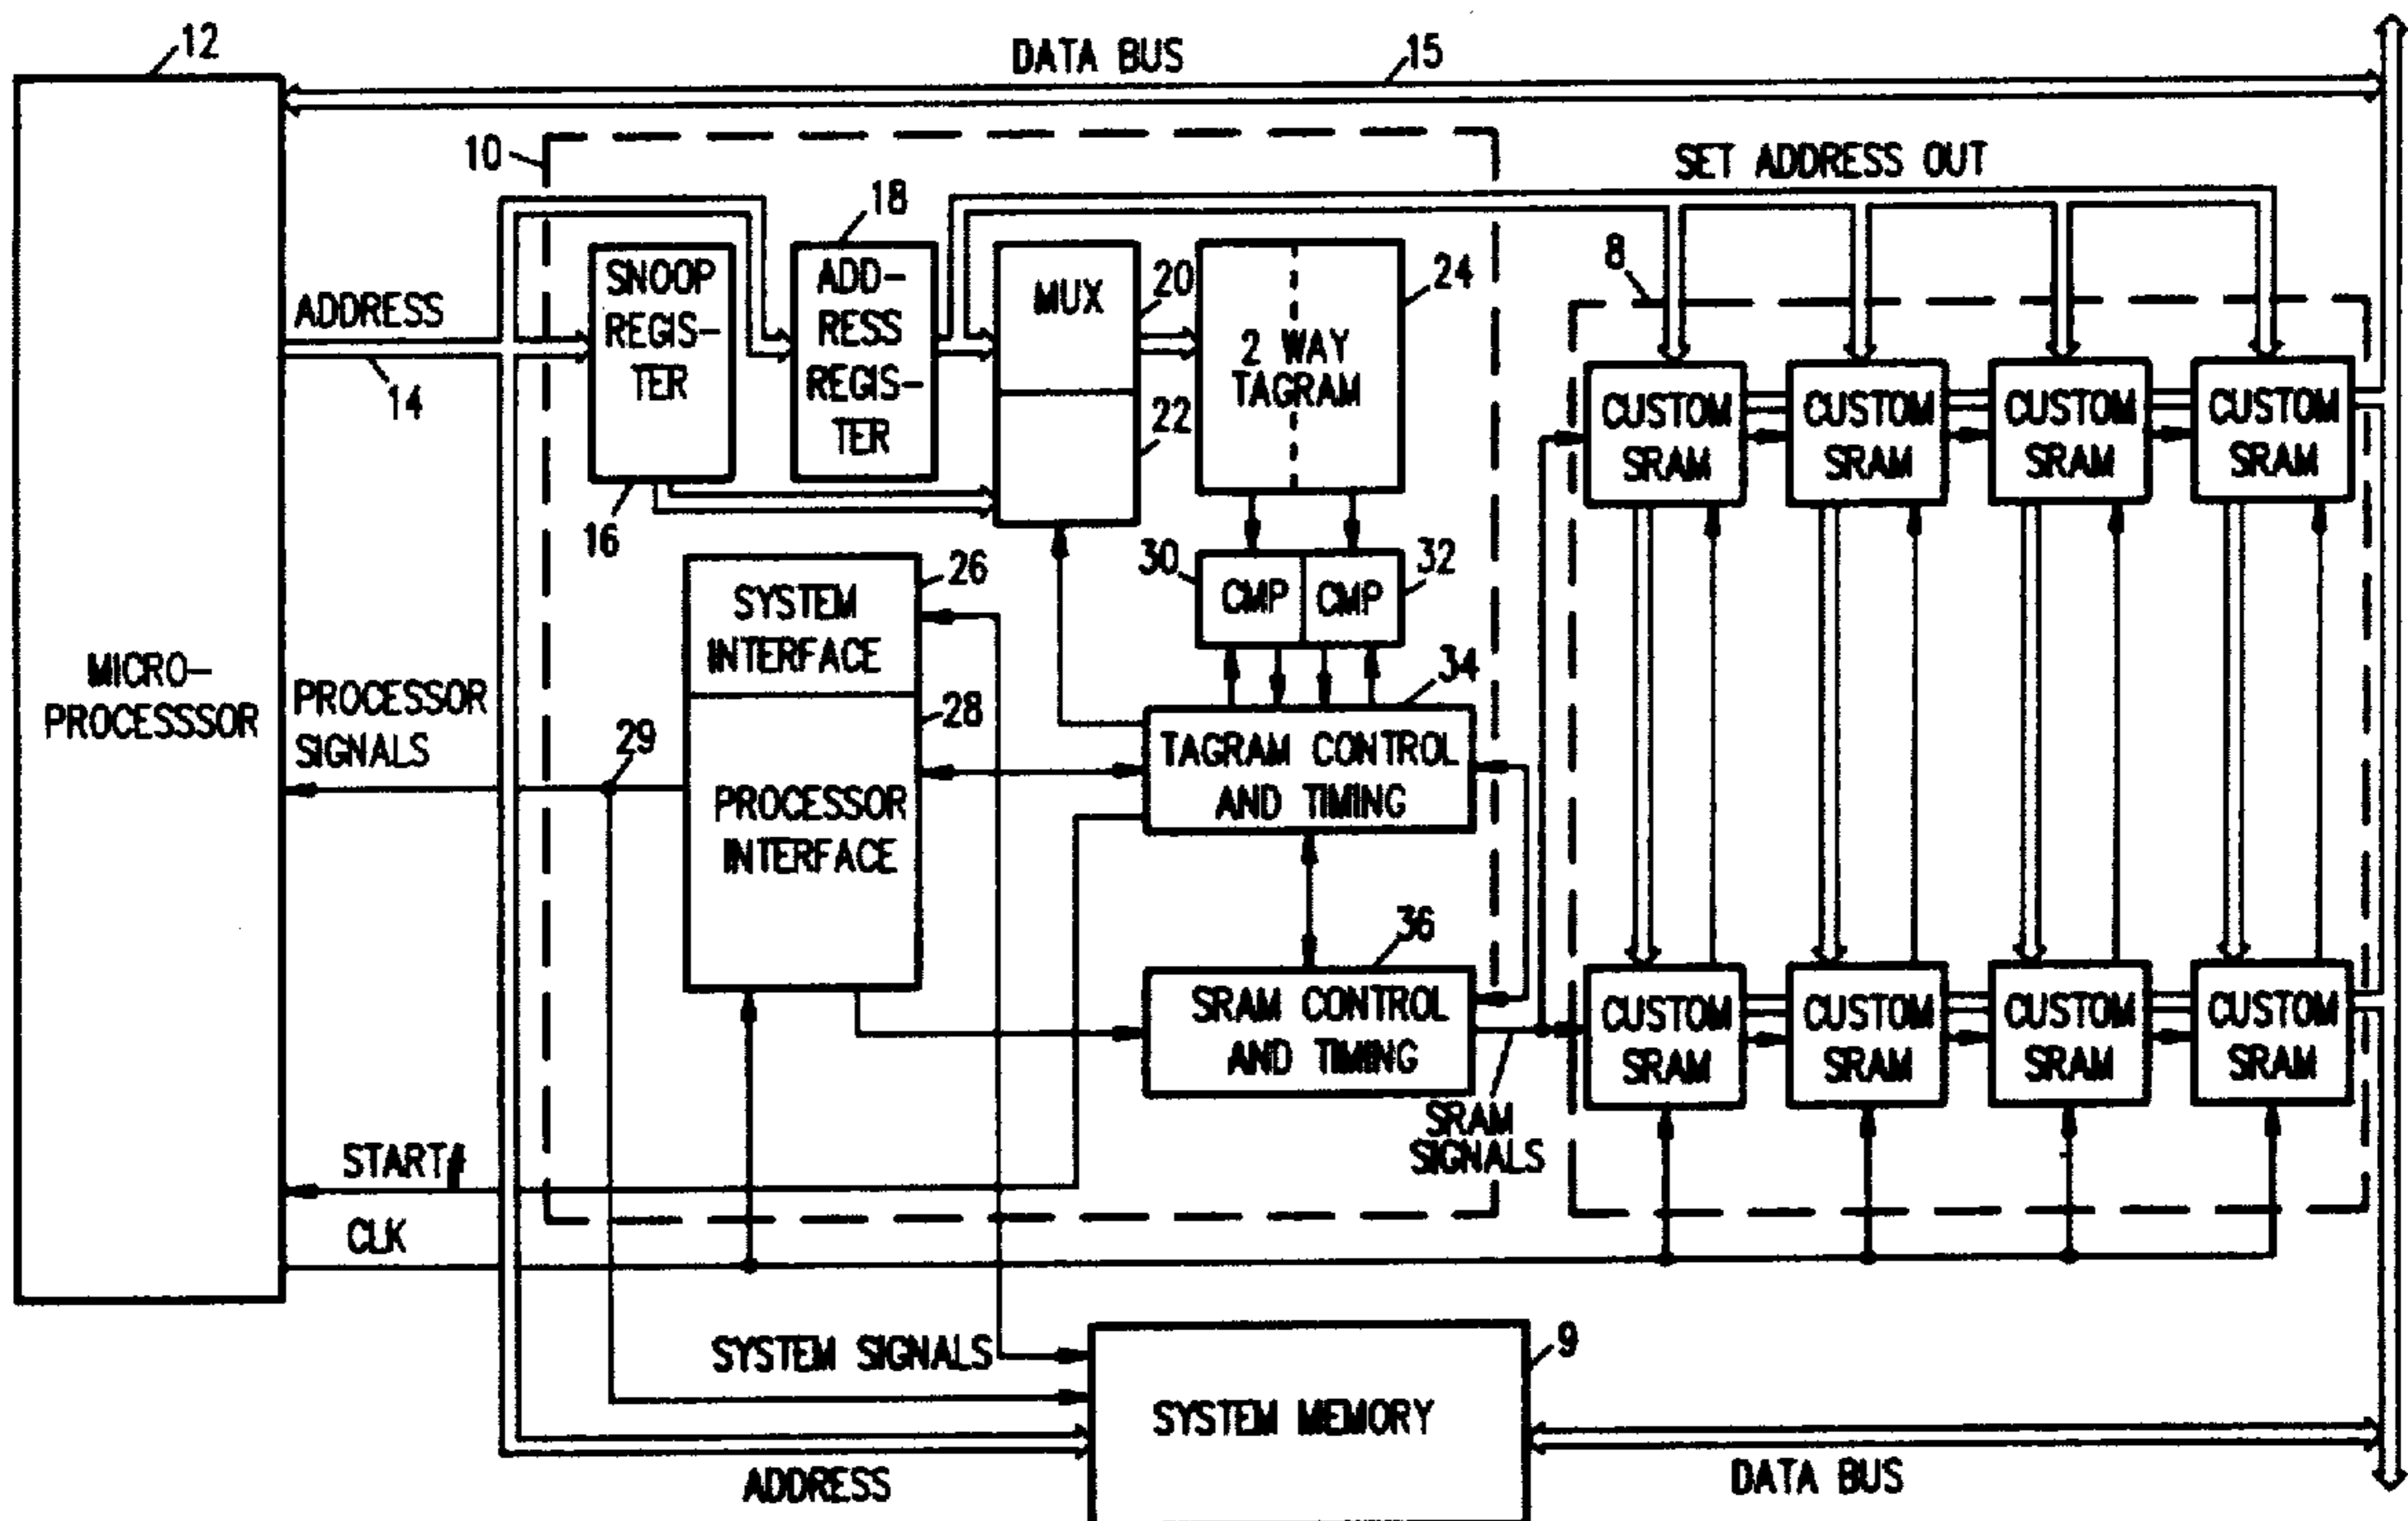 12
DATA BUS
15
10
SET ADDRESS OUT
18
8
SNOOP
REGIS-
TER
ADD-
RESS
REGIS-
TER
MUX
20
22
2 WAY
TAGRAM
24
ADDRESS
14
16
CUSTOM
SRAM
CUSTOM
SRAM
CUSTOM
SRAM
CUSTOM
SRAM
30
CMP
CMP
32
26
SYSTEM
INTERFACE
MICRO-
PROCESSSOR
PROCESSOR
SIGNALS
29
28
PROCESSOR
INTERFACE
34
TAGRAM CONTROL
AND TIMING
36
SRAM CONTROL
AND TIMING
CUSTOM
SRAM
CUSTOM
SRAM
CUSTOM
SRAM
CUSTOM
SRAM
SRAM
SIGNALS
START#
CLK
SYSTEM SIGNALS
9
SYSTEM MEMORY
ADDRESS
DATA BUS